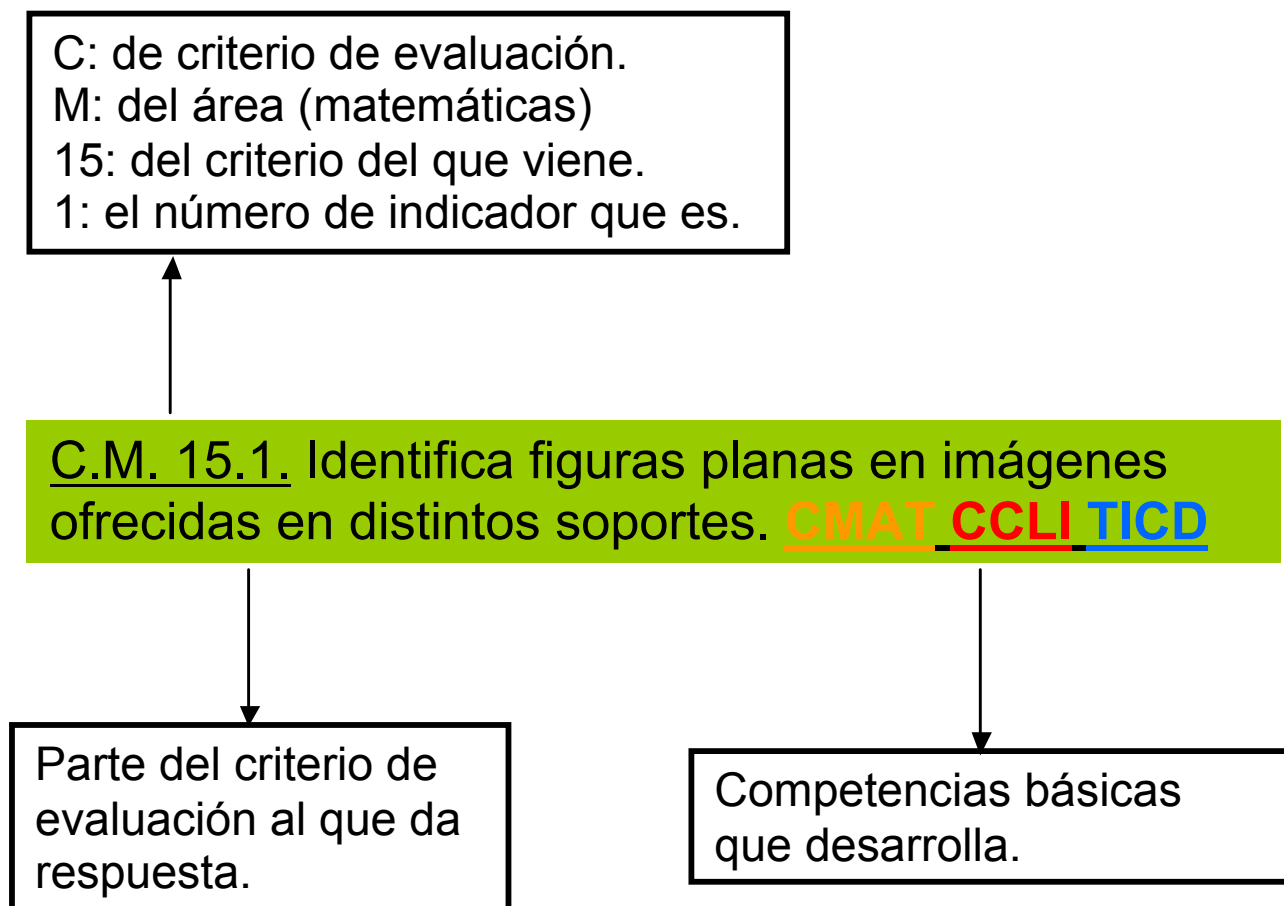 C: de criterio de evaluación.
M: del área (matemáticas)
15: del criterio del que viene.
1: el número de indicador que es.
C.M. 15.1. Identifica figuras planas en imágenes
ofrecidas en distintos soportes. CMAT CCLI TICD
Parte del criterio de
evaluación al que da
respuesta.
Competencias básicas
que desarrolla.